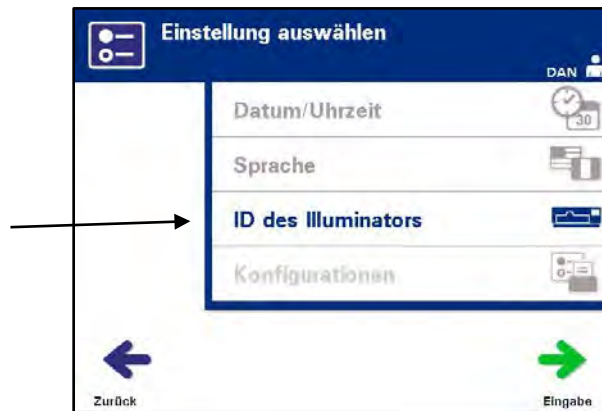 Einstellung auswählen
DAN
Datum/Uhrzeit
30
Sprache
ID des Illuminators
Konfigurationen
Zurück
Eingabe